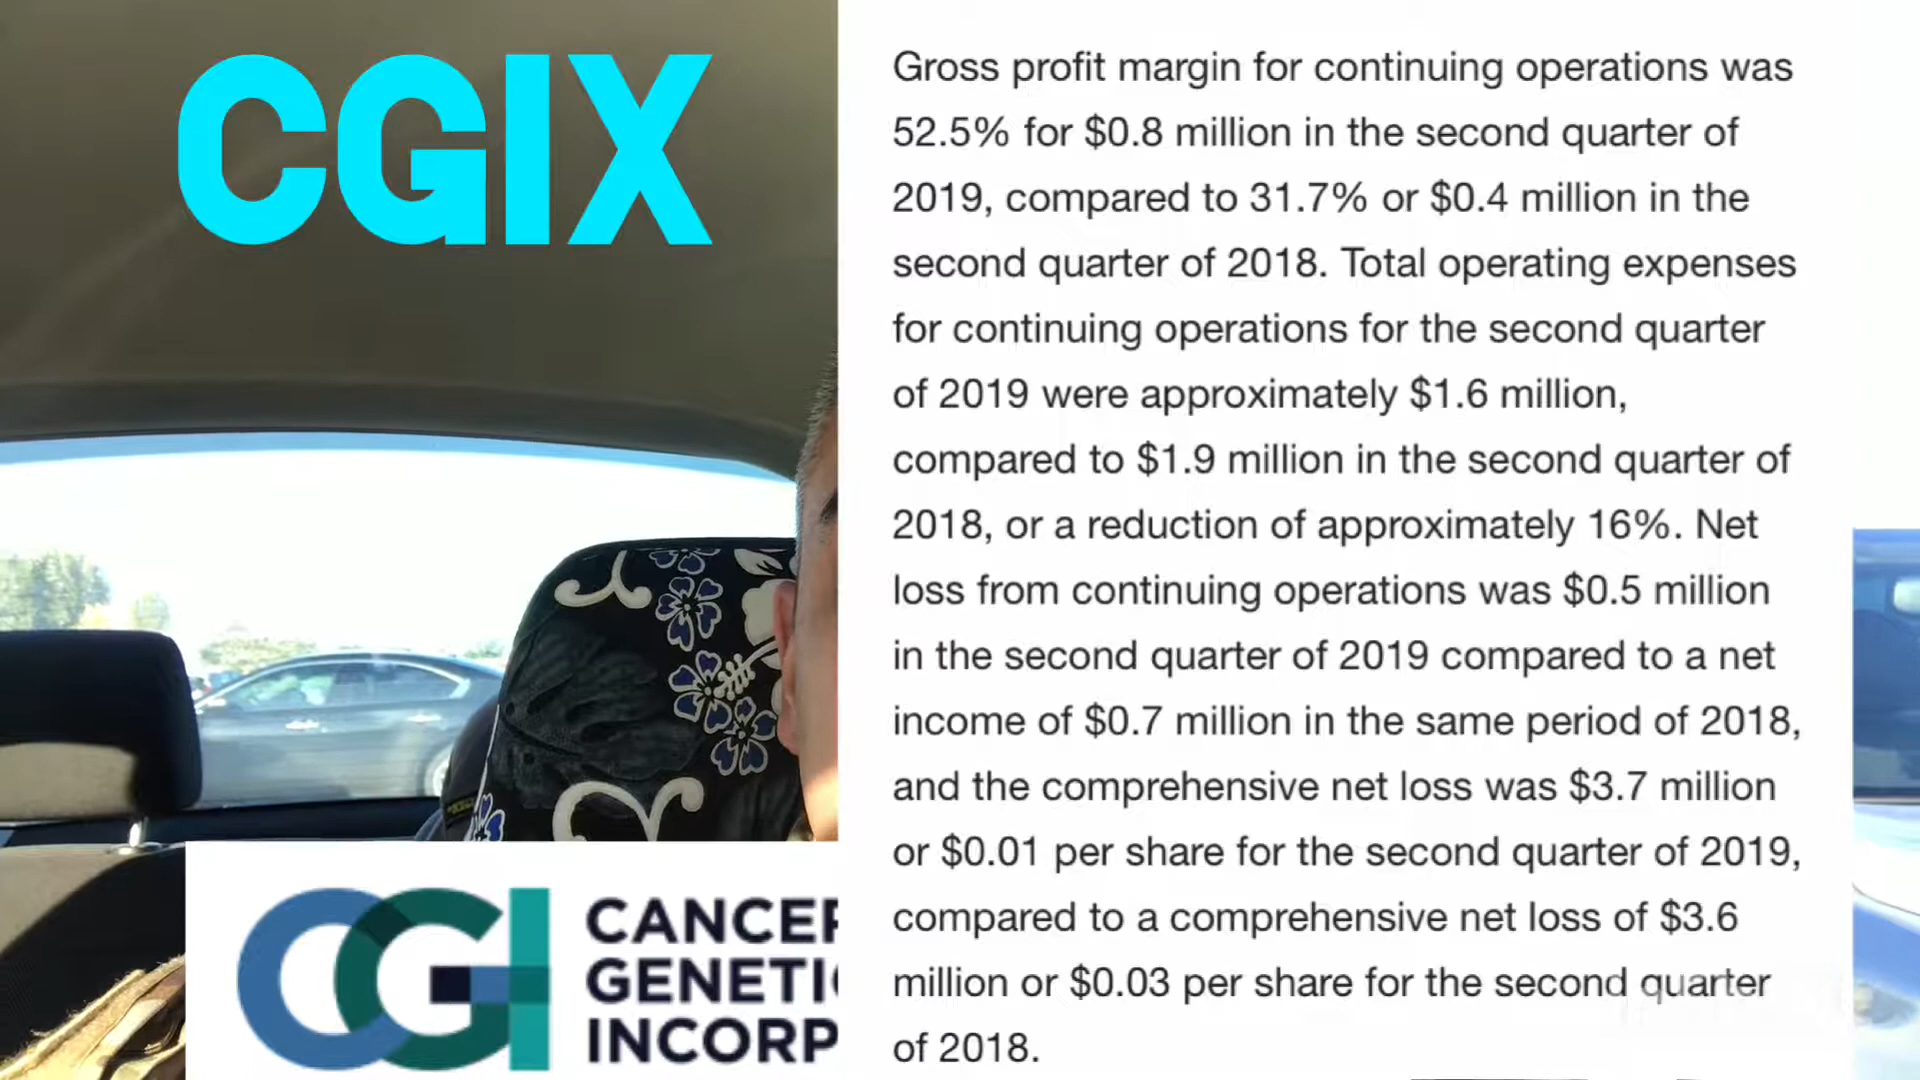 CGIX
Gross profit margin for continuing operations was
52.5% for $0.8 million in the second quarter of
2019, compared to 31.7% or $0.4 million in the
second quarter of 2018. Total operating expenses
for continuing operations for the second quarter
of 2019 were approximately $1.6 million,
compared to $1.9 million in the second quarter of
2018, or a reduction of approximately 16%. Net
loss from continuing operations was $0.5 million
in the second quarter of 2019 compared to a net
income of $0.7 million in the same period of 2018,
and the comprehensive net loss was $3.7 million
or $0.01 per share for the second quarter of 2019,
compared to a comprehensive net loss of $3.6
million or $0.03 per share for the second quarter
of 2018.
CGI
CANCER
GENETI
INCORP